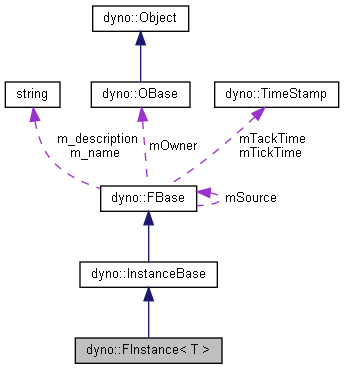 dyno::Object
string
dyno::OBase
dyno::TimeStamp
m_description
m_name
mOwner
mTackTime
mTickTime
dyno::FBase
mSource
dyno::InstanceBase
dyno::FInstance< T >